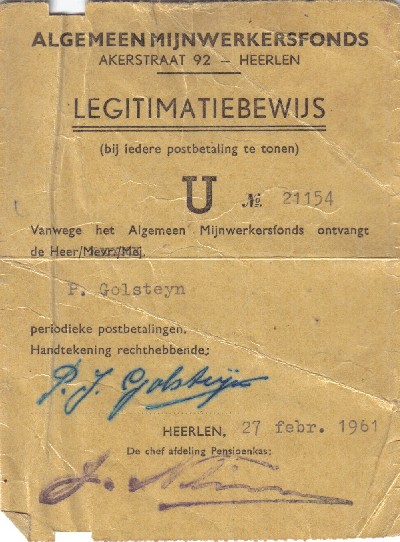 ALGEMEEN MIJNWERKERSFONDS
AKERSTRAAT 92 – HEERLEN
LEGITIMATIEBEWIJS
(bij iedere postbetaling te tonen)
U № 21154
Vanwege het Algemeen Mijnwerkersfonds ontvangt
de Heer/Mevr./Mej.
P. Golsteyn
periodieke postbetalingen.
Handtekening rechthebbende:
P. J. Golsteijn
HEERLEN, 27 febr. 1961
De chef afdeling Pensioenkas: